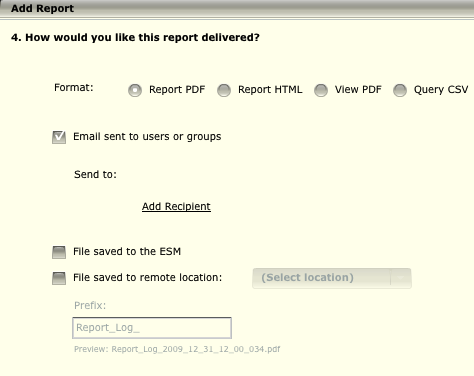 Add Report
4. How would you like this report delivered?
Format: Report PDF Report HTML View PDF Query CSV
Email sent to users or groups
Send to:
Add Recipient
File saved to the ESM
File saved to remote location: (Select location)
Prefix:
Report_Log_
Preview: Report_Log_2009_12_31_12_00_034.pdf